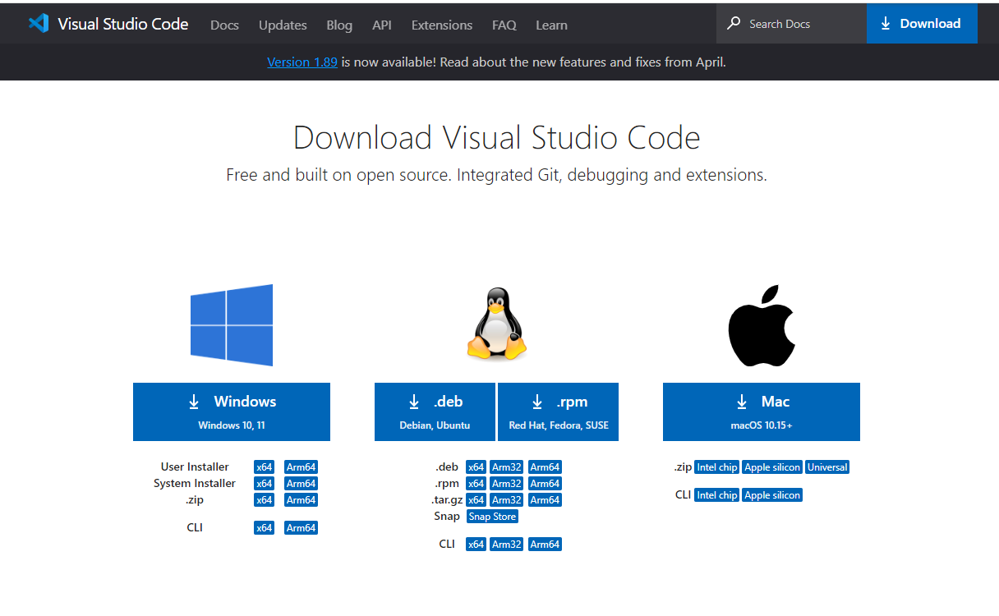 Visual Studio Code Docs Updates Blog API Extensions FAQ Learn Search Docs Download
Version 1.89 is now available! Read about the new features and fixes from April.
Download Visual Studio Code
Free and built on open source. Integrated Git, debugging and extensions.
Windows
Windows 10, 11
User Installer x64 Arm64
System Installer x64 Arm64
.zip x64 Arm64
CLI x64 Arm64
.deb
Debian, Ubuntu
.rpm
Red Hat, Fedora, SUSE
.deb x64 Arm32 Arm64
.rpm x64 Arm32 Arm64
.tar.gz x64 Arm32 Arm64
Snap Snap Store
CLI x64 Arm32 Arm64
Mac
macOS 10.15+
.zip Intel chip Apple silicon Universal
CLI Intel chip Apple silicon